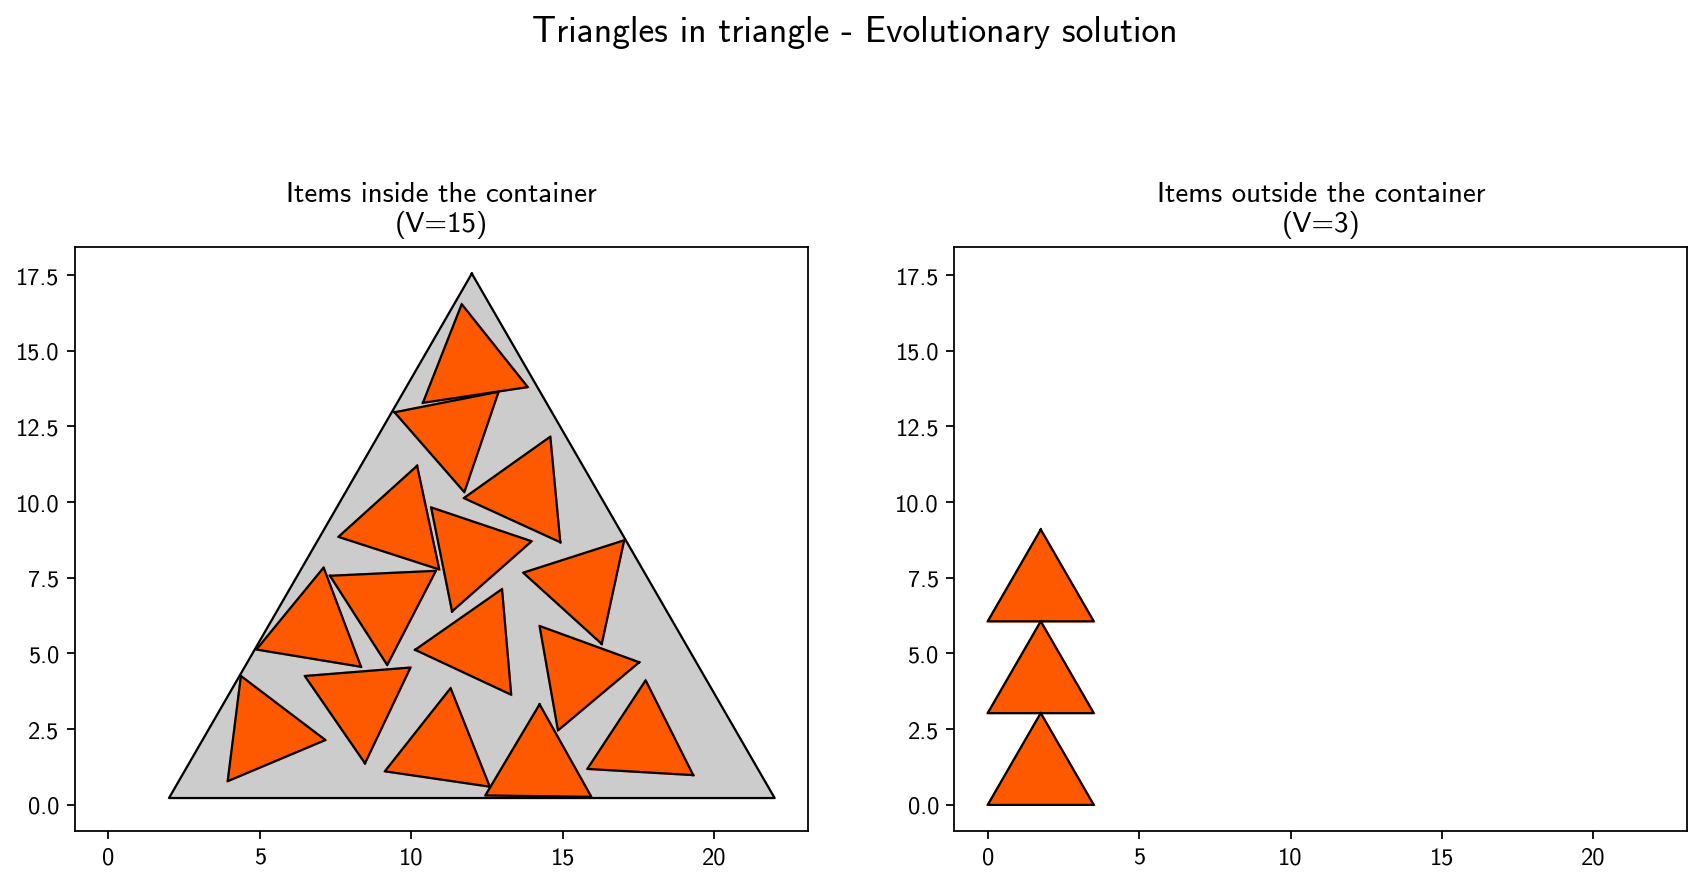 Triangles in triangle - Evolutionary solution
Items inside the container
(V=15)
17.5
15.0
12.5
10.0
7.5
5.0
2.5
0.0
0 5 10 15 20
Items outside the container
(V=3)
17.5
15.0
12.5
10.0
7.5
5.0
2.5
0.0
0 5 10 15 20